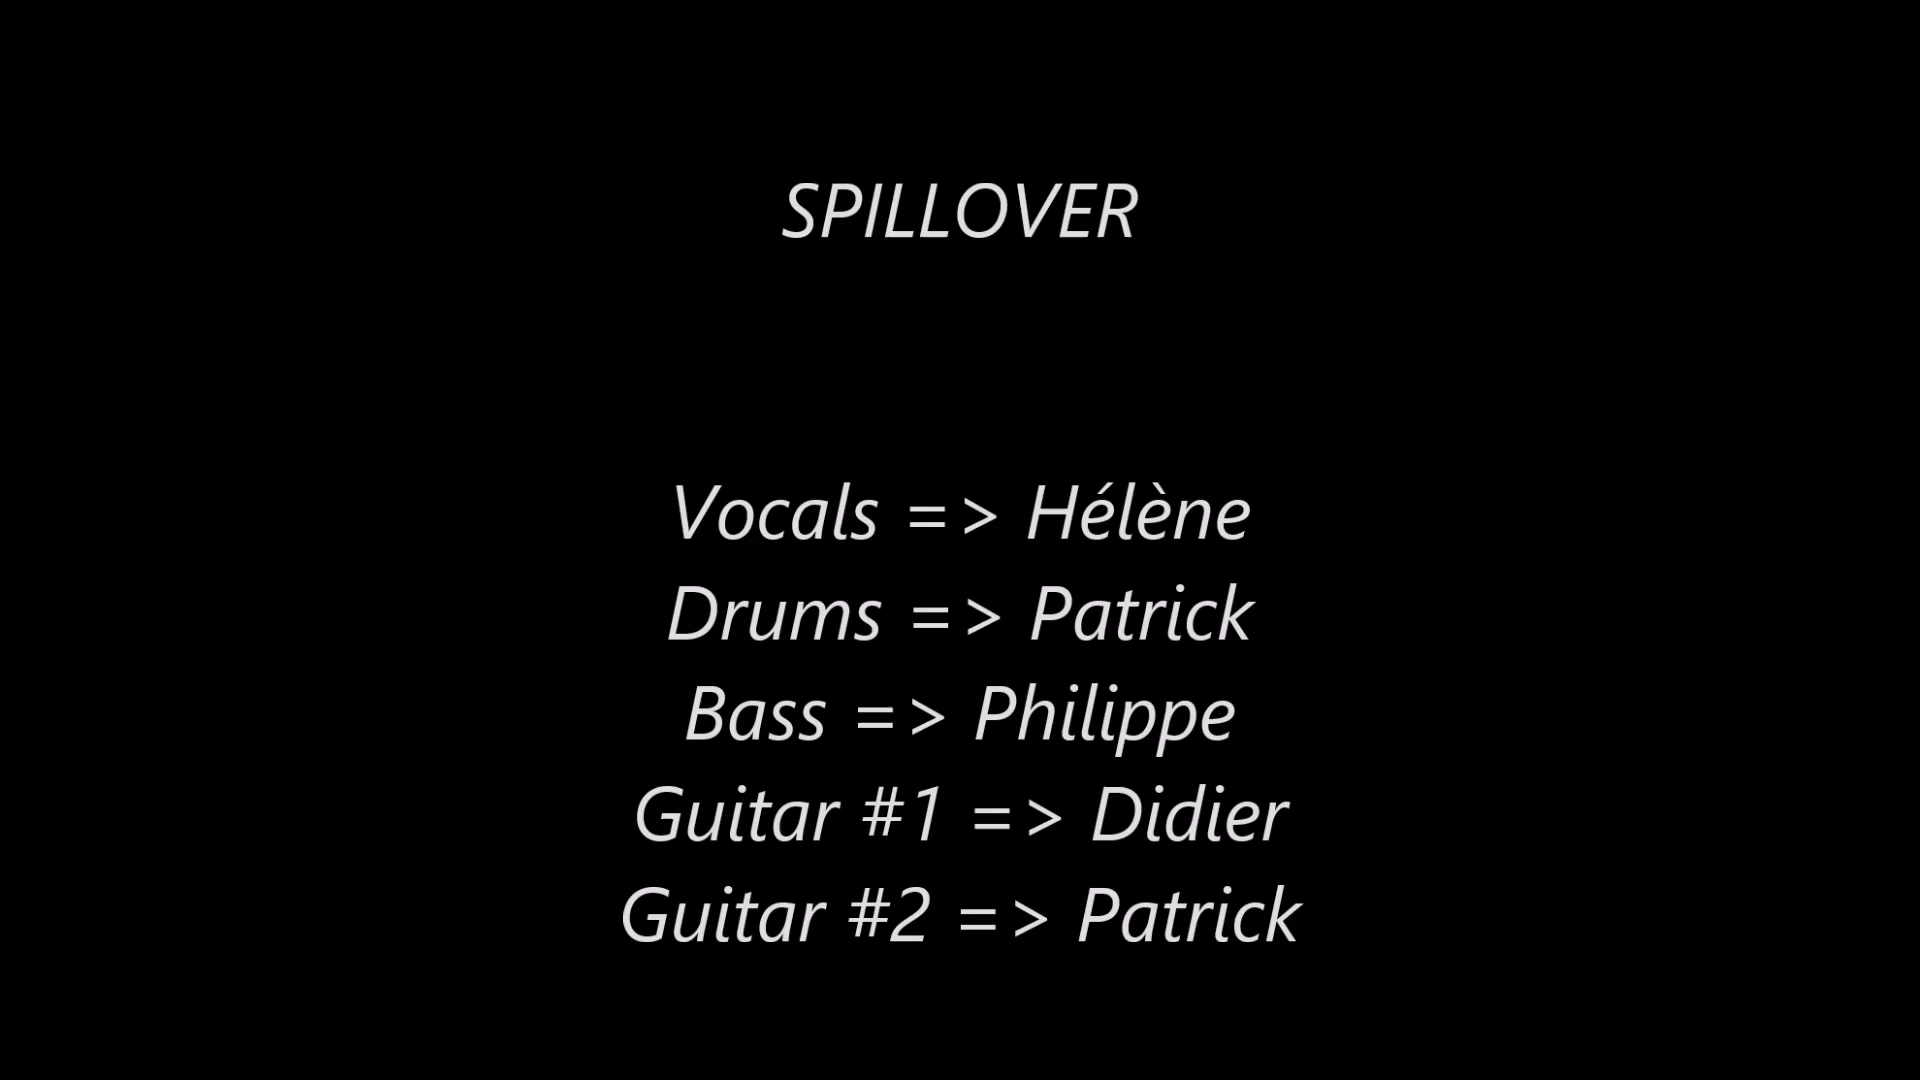 SPILLOVER
Vocals => Hélène
Drums => Patrick
Bass => Philippe
Guitar #1 => Didier
Guitar #2 => Patrick